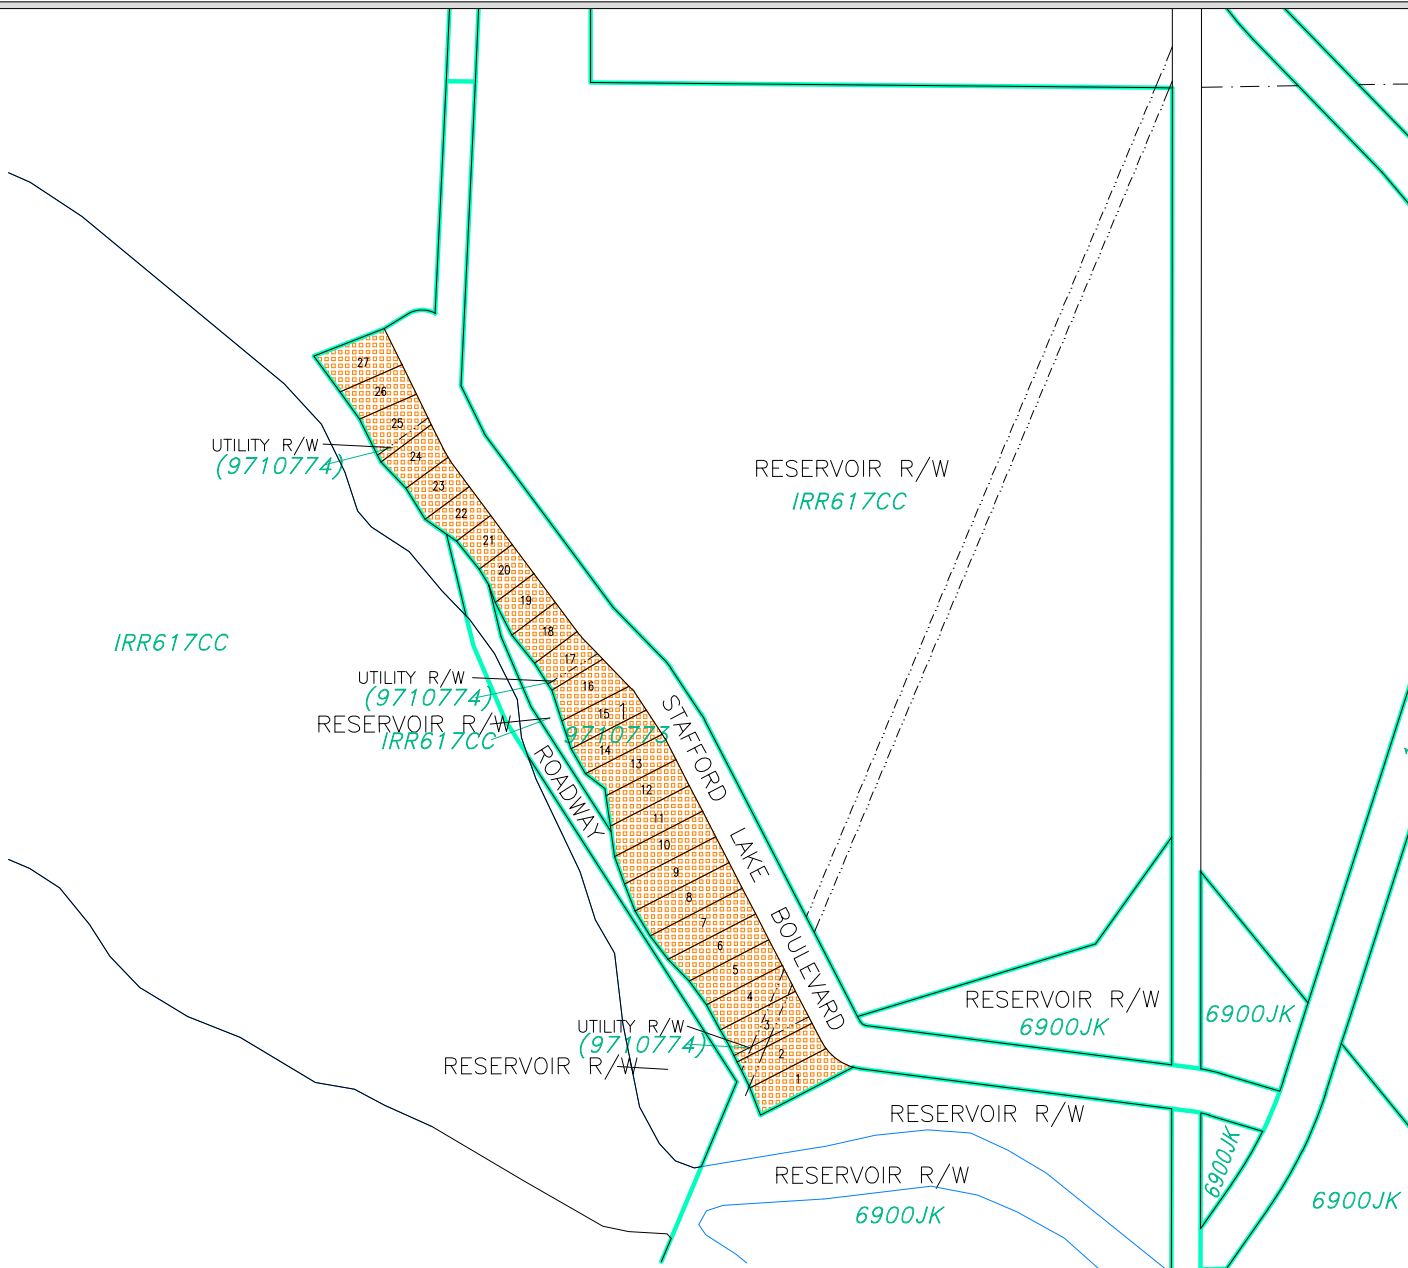 27
26
25
UTILITY R/W
(9710774)
24
RESERVOIR R/W
IRR617CC
23
22
21
20
19
18
IRR617CC
17
UTILITY R/W
(9710774)
16
15
1
RESERVOIR R/W
IRR617CC
9710773
14
13
ROADWAY
STAFFORD LAKE BOULEVARD
12
11
10
9
8
7
6
5
4
3
RESERVOIR R/W
6900JK
6900JK
UTILITY R/W
(9710774)
2
RESERVOIR R/W
1
RESERVOIR R/W
6900JK
RESERVOIR R/W
6900JK
6900JK